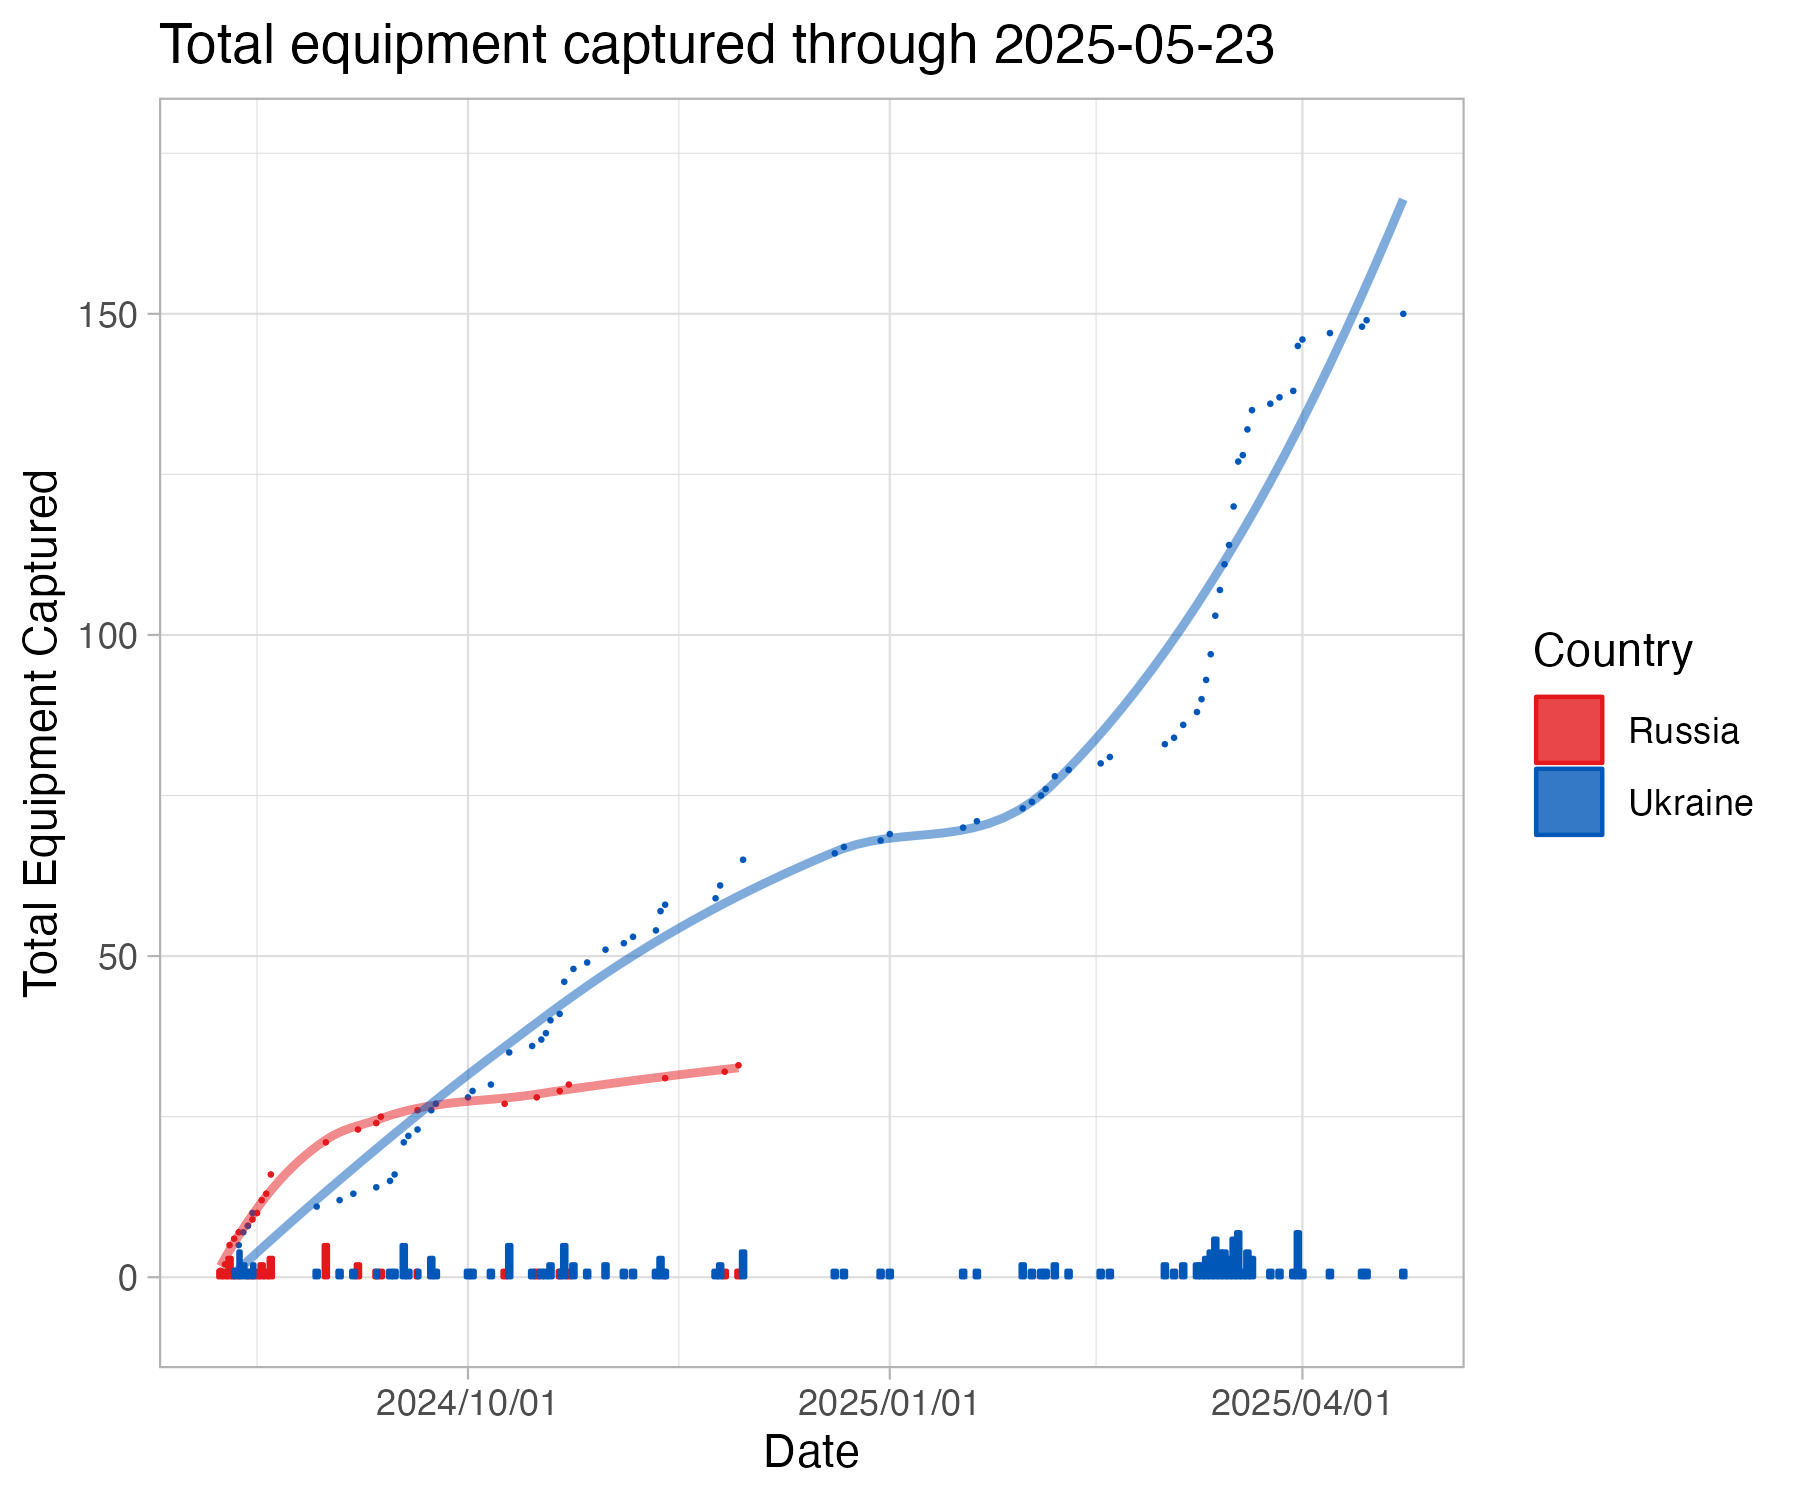 Total equipment captured through 2025-05-23
Total Equipment Captured
150
100
50
0
2024/10/01
2025/01/01
2025/04/01
Date
Country
Russia
Ukraine